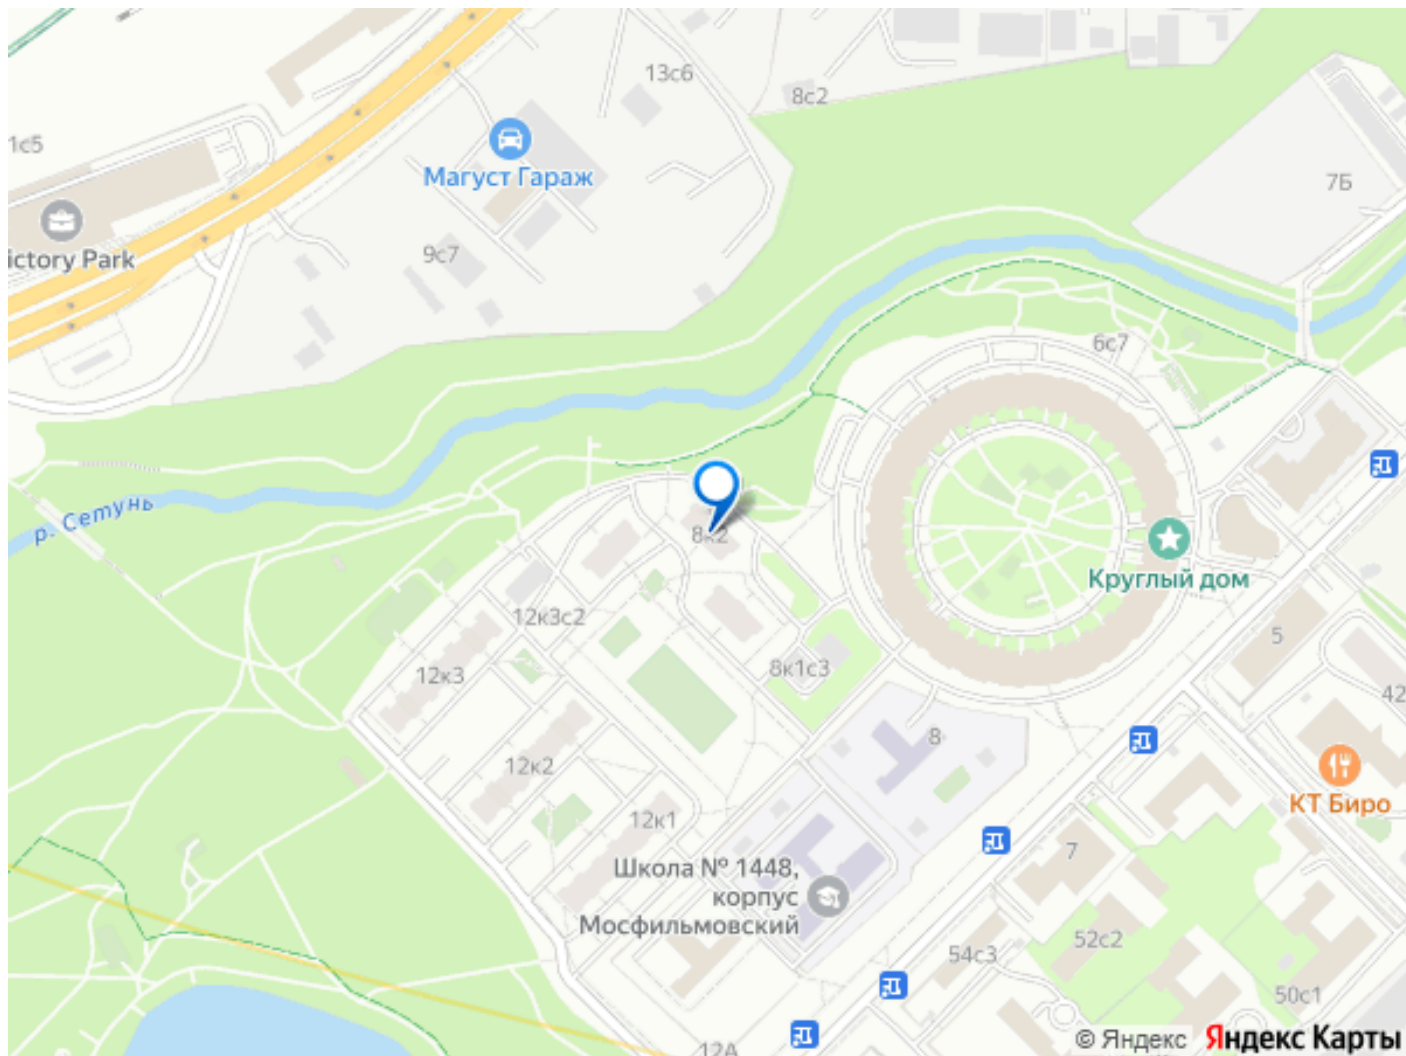 13с6
8с2
1с5
Магуст Гараж
7Б
ictory Park
9с7
6с7
р. Сетунь
8к2
Круглый дом
12к3с2
5
12к3
8к1с3
42
8
12к2
КТ Биро
12к1
7
Школа № 1448,
корпус
Мосфильмовский
52с2
54с3
50с1
12А
© Яндекс Яндекс Карты